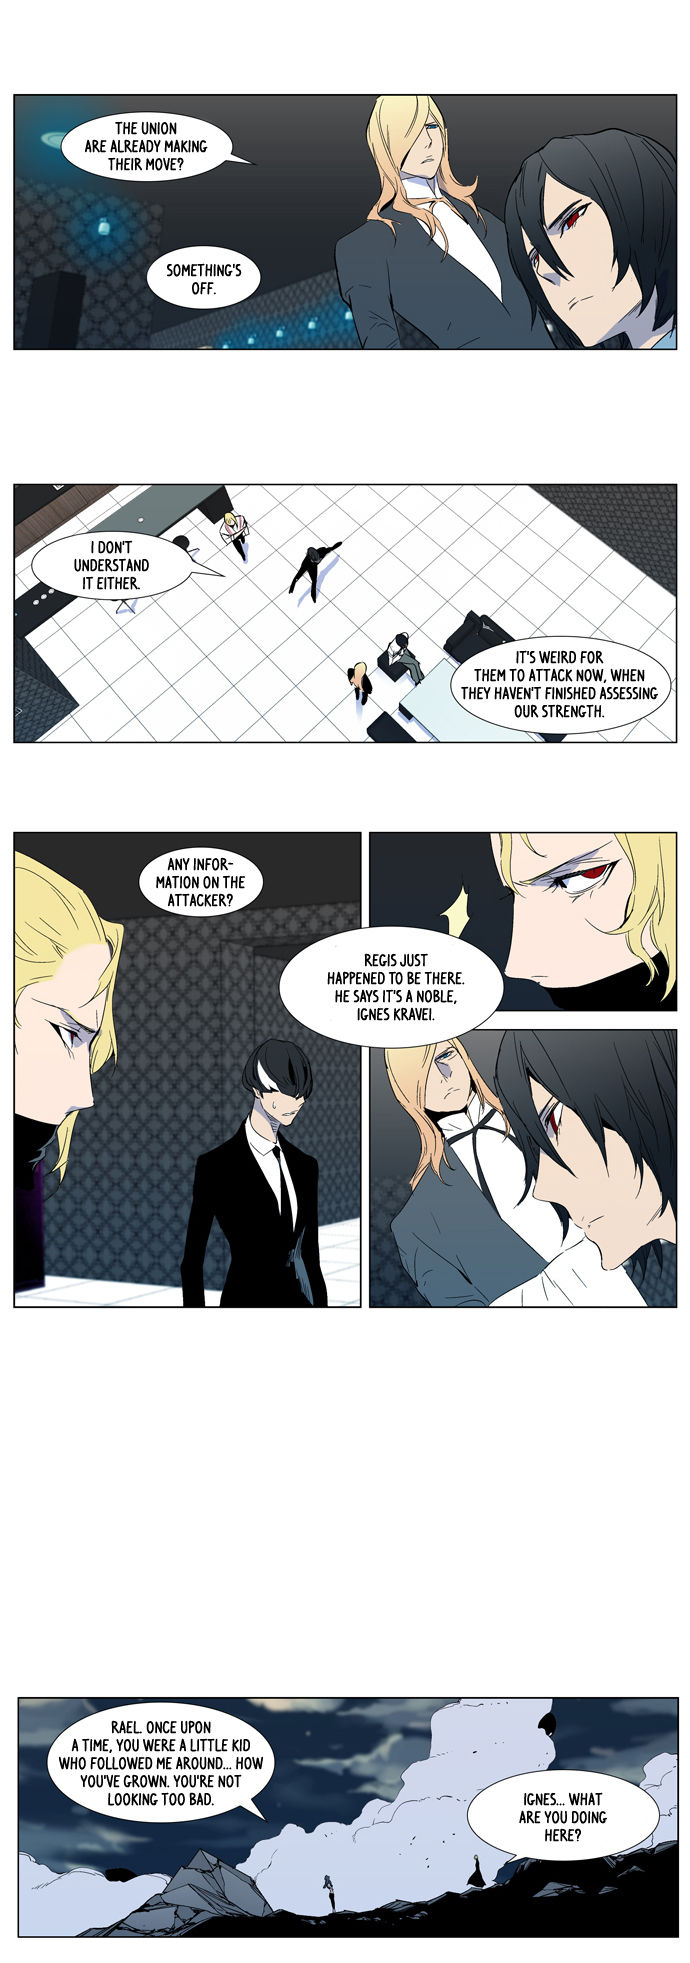 THE UNION
ARE ALREADY MAKING
THEIR MOVE?
SOMETHING'S
OFF.
I DON'T
UNDERSTAND
IT EITHER.
IT'S WEIRD FOR
THEM TO ATTACK NOW, WHEN
THEY HAVEN'T FINISHED ASSESSING
OUR STRENGTH.
ANY INFOR-
MATION ON THE
ATTACKER?
REGIS JUST
HAPPENED TO BE THERE.
HE SAYS IT'S A NOBLE,
IGNES KRAVEI.
RAEL. ONCE UPON
A TIME, YOU WERE A LITTLE KID
WHO FOLLOWED ME AROUND... HOW
YOU'VE GROWN. YOU'RE NOT
LOOKING TOO BAD.
IGNES... WHAT
ARE YOU DOING
HERE?